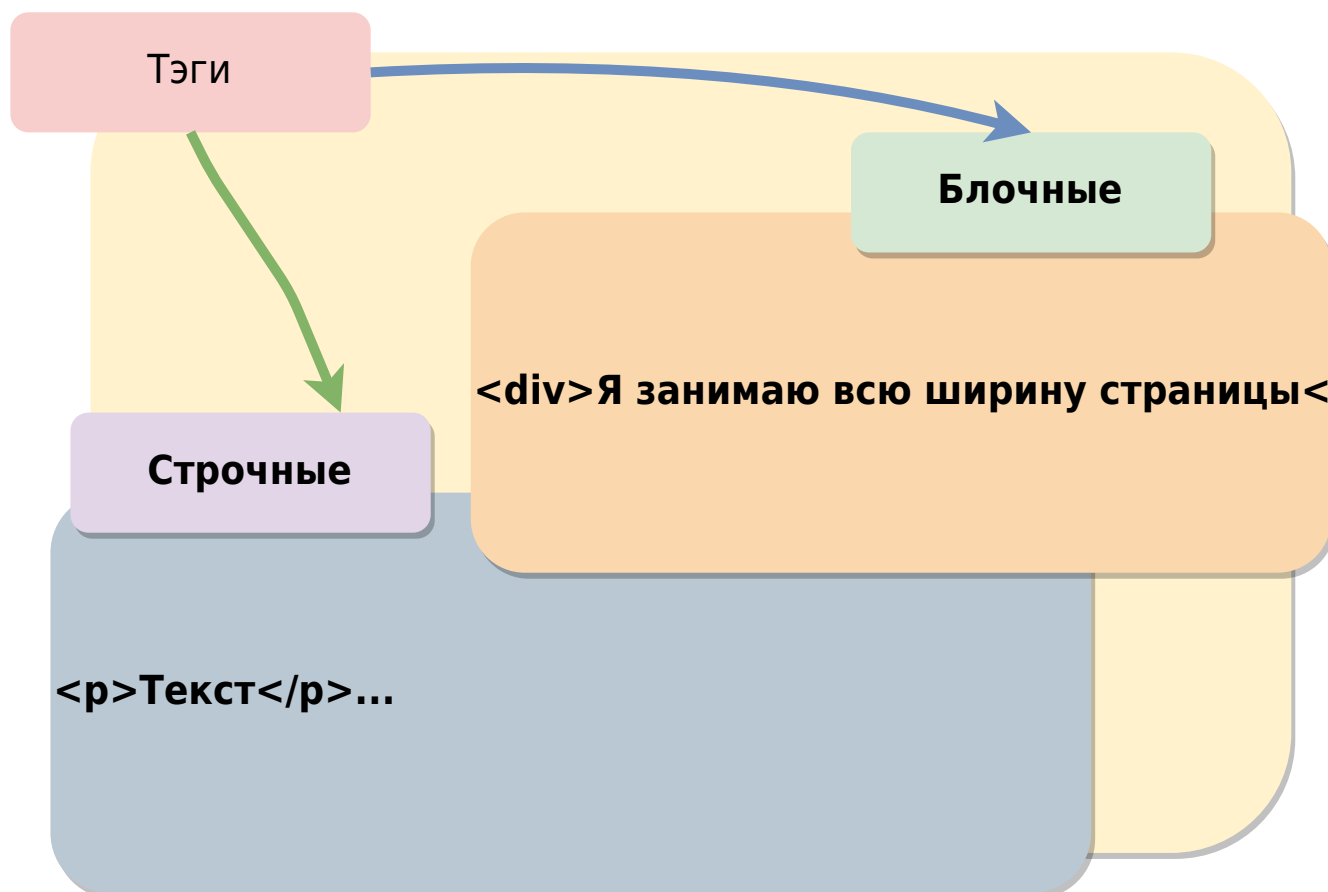 Тэги
Блочные
<div>Я занимаю всю ширину страницы<
Строчные
<p>Текст</p>...